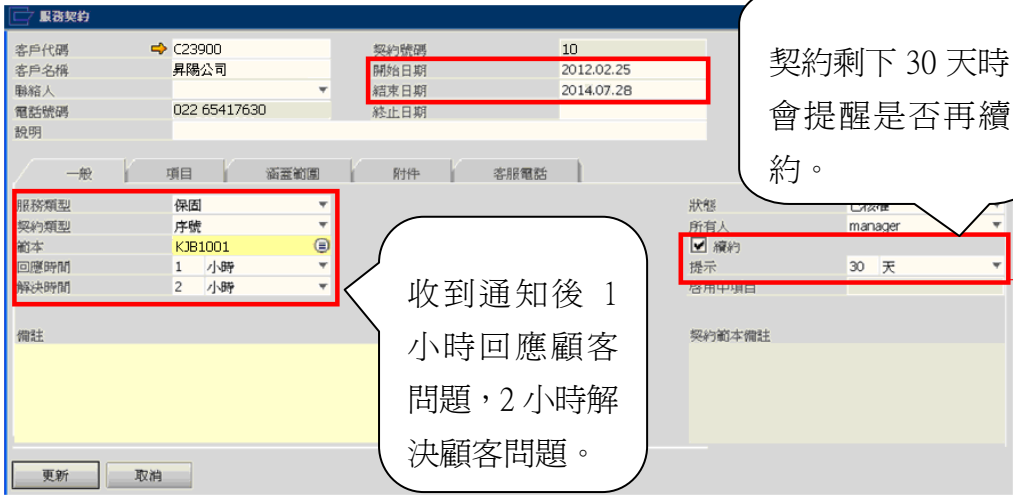 服務契約
客戶代碼 C23900 契約號碼 10
客戶名稱 昇陽公司 開始日期 2012.02.25
聯絡人 結束日期 2014.07.28
電話號碼 022 65417630 終止日期
說明
一般 項目 涵蓋範圍 附件 客服電話
服務類型 保固 狀態 已核准
契約類型 序號 所有人 manager
範本 KJB1001 續約
回應時間 1 小時 提示 30 天
解決時間 2 小時 啓用中項目
備註 契約範本備註
更新 取消
契約剩下 30 天時
會提醒是否再續
約。
收到通知後 1
小時回應顧客
問題，2 小時解
決顧客問題。